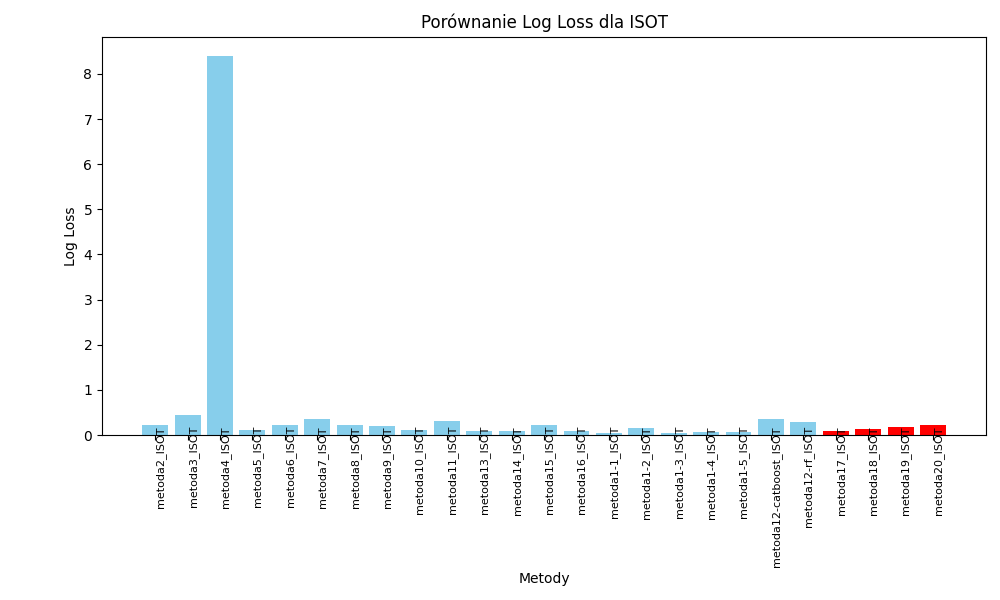 Porównanie Log Loss dla ISOT
Log Loss
8
7
6
5
4
3
2
1
0
metoda2_ISOT
metoda3_ISOT
metoda4_ISOT
metoda5_ISOT
metoda6_ISOT
metoda7_ISOT
metoda8_ISOT
metoda9_ISOT
metoda10_ISOT
metoda11_ISOT
metoda13_ISOT
metoda14_ISOT
metoda15_ISOT
metoda16_ISOT
metoda1-1_ISOT
metoda1-2_ISOT
metoda1-3_ISOT
metoda1-4_ISOT
metoda1-5_ISOT
metoda12-catboost_ISOT
metoda12-rf_ISOT
metoda17_ISOT
metoda18_ISOT
metoda19_ISOT
metoda20_ISOT
Metody